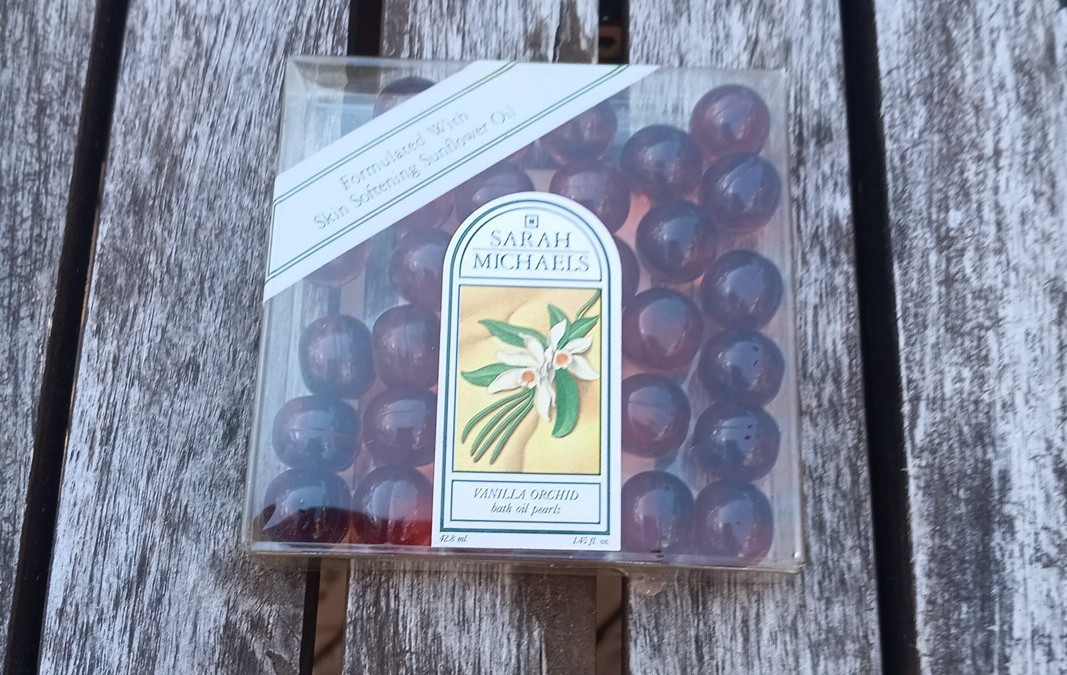 Formulated With
Skin Softening Sunflower Oil
SARAH
MICHAELS
VANILLA ORCHID
bath oil pearls
42.8 ml.
1.45 fl. oz.